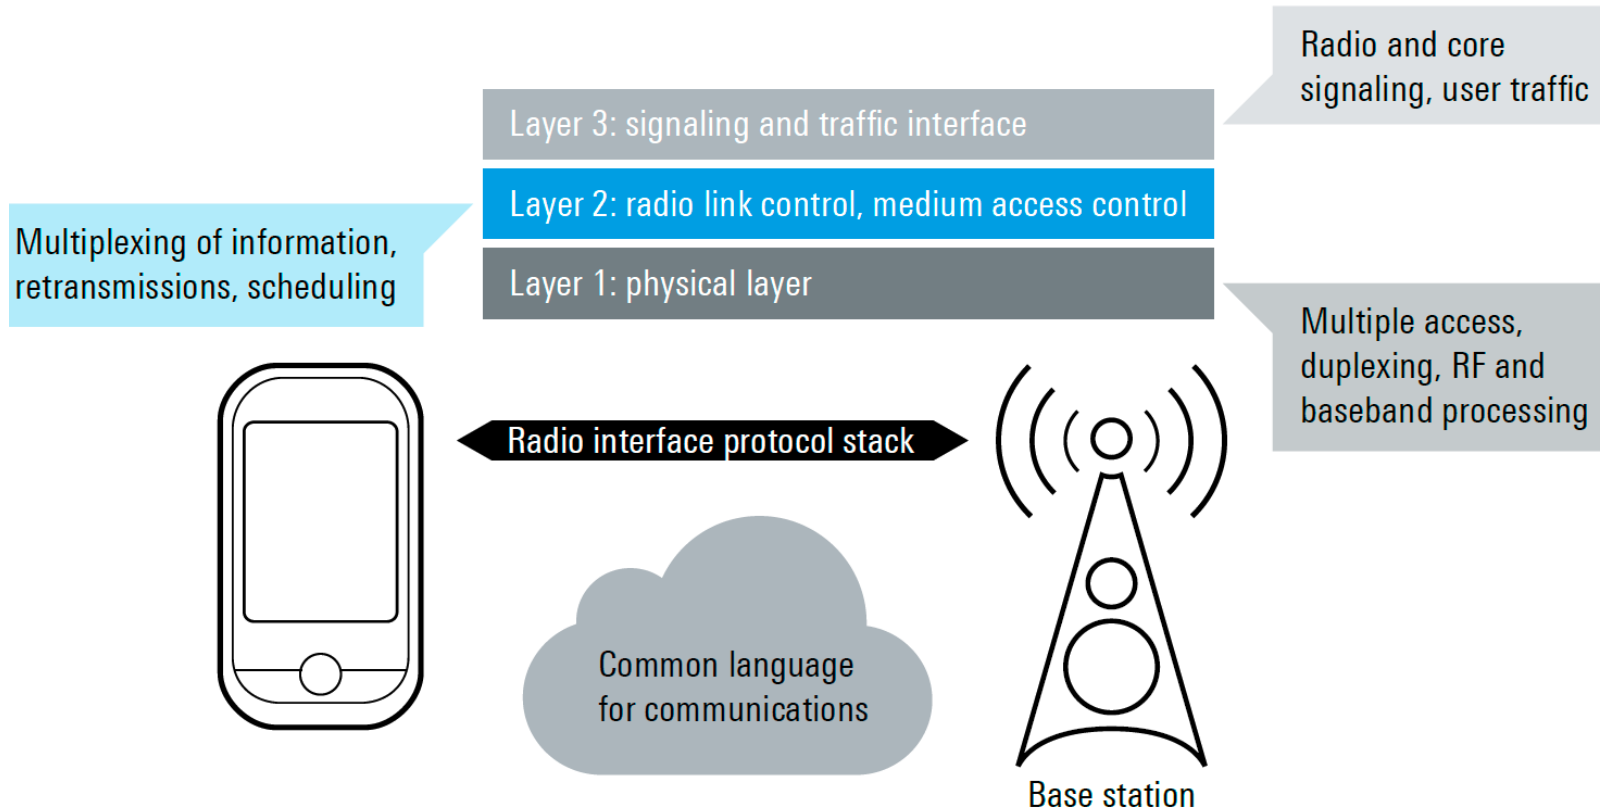 Radio and core
signaling, user traffic
Layer 3: signaling and traffic interface
Layer 2: radio link control, medium access control
Multiplexing of information,
retransmissions, scheduling
Layer 1: physical layer
Multiple access,
duplexing, RF and
baseband processing
Radio interface protocol stack
Common language
for communications
Base station